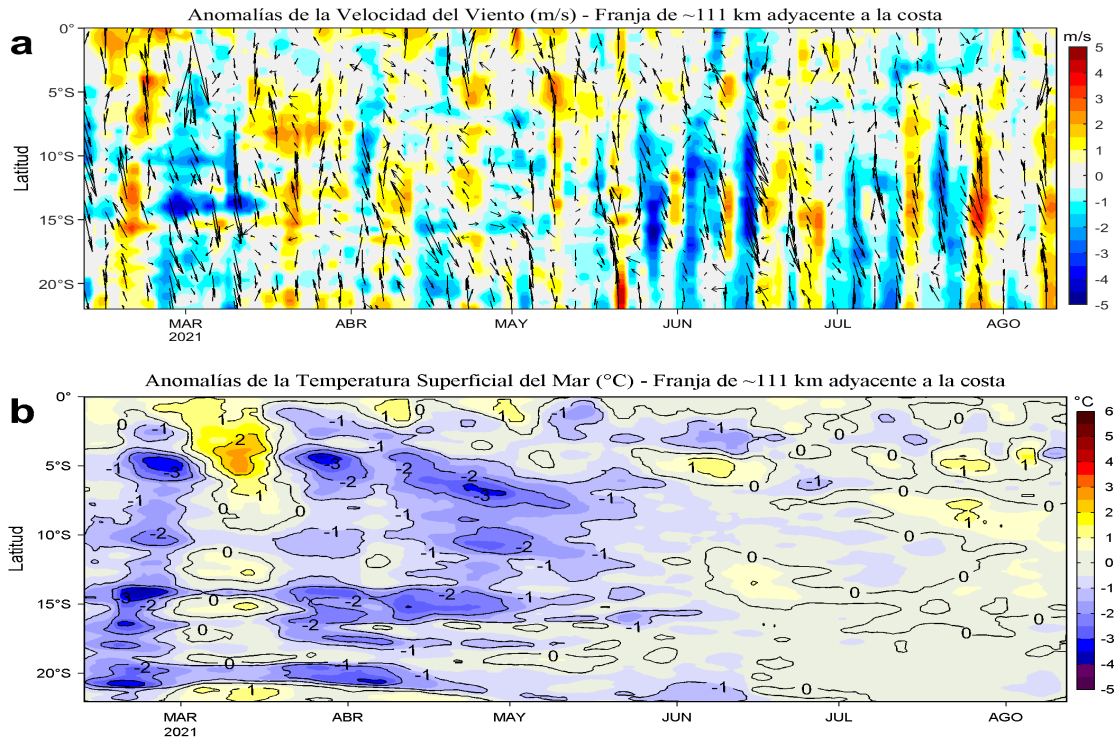 Anomalías de la Velocidad del Viento (m/s) - Franja de ~111 km adyacente a la costa
a
m/s
0°
5°S
10°S
15°S
20°S
Latitud
5
4
3
2
1
0
-1
-2
-3
-4
-5
MAR
2021
ABR
MAY
JUN
JUL
AGO
Anomalías de la Temperatura Superficial del Mar (°C) - Franja de ~111 km adyacente a la costa
b
°C
0°
5°S
10°S
15°S
20°S
Latitud
6
5
4
3
2
1
0
-1
-2
-3
-4
-5
MAR
2021
ABR
MAY
JUN
JUL
AGO